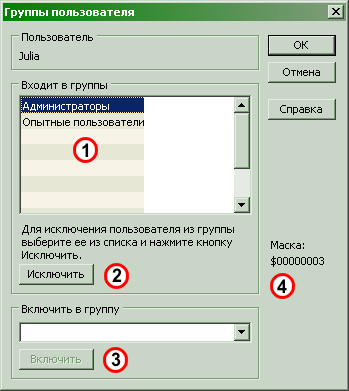 Группы пользователя
Пользователь
Julia
OK
Отмена
Справка
Входит в группы
Администраторы
Опытные пользователи
1
Для исключения пользователя из группы
выберите ее из списка и нажмите кнопку
Исключить.
Исключить
2
Маска:
$00000003
4
Включить в группу
Включить
3